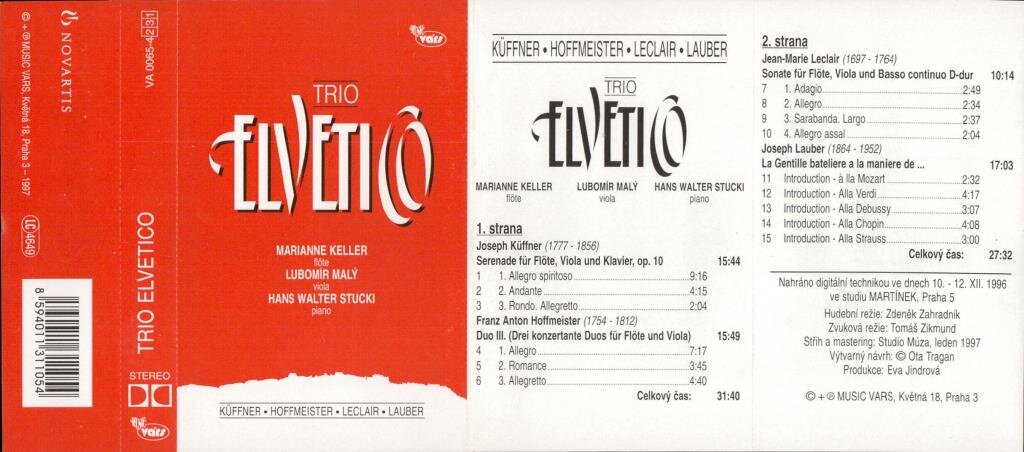 © + ℗ MUSIC VARS, Květná 18, Praha 3 – 1997
NOVARTIS
LC 4649
8 594011 311054
VA 0065-4231
TRIO ELVETICO
STEREO
MUSIC vars
MUSIC vars
TRIO
ELVETICO
MARIANNE KELLER
flöte
LUBOMÍR MALÝ
viola
HANS WALTER STUCKI
piano
KÜFFNER • HOFFMEISTER • LECLAIR • LAUBER
KÜFFNER • HOFFMEISTER • LECLAIR • LAUBER
TRIO
ELVETICO
MARIANNE KELLER LUBOMÍR MALÝ HANS WALTER STUCKI
flöte viola piano
1. strana
Joseph Küffner (1777 - 1856)
Serenade für Flöte, Viola und Klavier, op. 10 15:44
1 1. Allegro spiritoso 9:16
2 2. Andante 4:15
3 3. Rondo. Allegretto 2:04
Franz Anton Hoffmeister (1754 - 1812)
Duo III. (Drei konzertante Duos für Flöte und Viola) 15:49
4 1. Allegro 7:17
5 2. Romance 3:45
6 3. Allegretto 4:40
Celkový čas: 31:40
2. strana
Jean-Marie Leclair (1697 - 1764)
Sonate für Flöte, Viola und Basso continuo D-dur 10:14
7 1. Adagio 2:49
8 2. Allegro 2:34
9 3. Sarabanda. Largo 2:37
10 4. Allegro assal 2:04
Joseph Lauber (1864 - 1952)
La Gentille bateliere a la maniere de ... 17:03
11 Introduction - à lla Mozart 2:32
12 Introduction - Alla Verdi 4:17
13 Introduction - Alla Debussy 3:07
14 Introduction - Alla Chopin 4:08
15 Introduction - Alla Strauss 3:00
Celkový čas: 27:32
Nahráno digitální technikou ve dnech 10. - 12. XII. 1996
ve studiu MARTÍNEK, Praha 5
Hudební režie: Zdeněk Zahradník
Zvuková režie: Tomáš Zikmund
Střih a mastering: Studio Múza, leden 1997
Výtvarný návrh: © Ota Tragan
Produkce: Eva Jindrová
© + ℗ MUSIC VARS, Květná 18, Praha 3